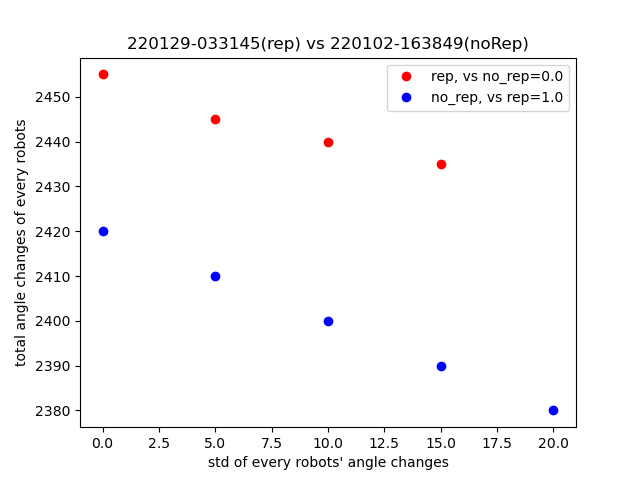 220129-033145(rep) vs 220102-163849(noRep)
rep, vs no_rep=0.0
no_rep, vs rep=1.0
total angle changes of every robots
2450
2440
2430
2420
2410
2400
2390
2380
0.0 2.5 5.0 7.5 10.0 12.5 15.0 17.5 20.0
std of every robots' angle changes